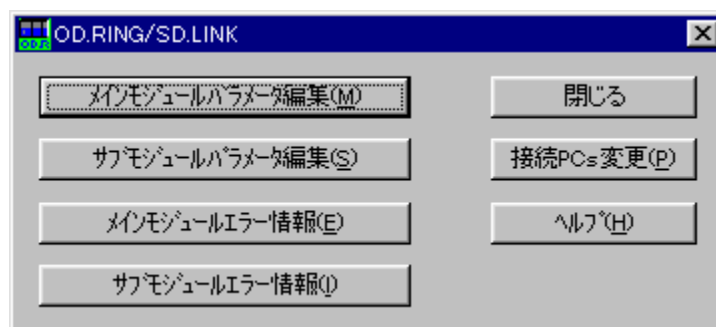 OD.R
OD.RING/SD.LINK
ﾒｲﾝﾓｼﾞｭｰﾙﾊﾟﾗﾒｰﾀ編集(M)
閉じる
ｻﾌﾞﾓｼﾞｭｰﾙﾊﾟﾗﾒｰﾀ編集(S)
接続PCs変更(P)
ﾒｲﾝﾓｼﾞｭｰﾙエラー情報(E)
ﾍﾙﾌﾟ(H)
ｻﾌﾞﾓｼﾞｭｰﾙエラー情報(I)